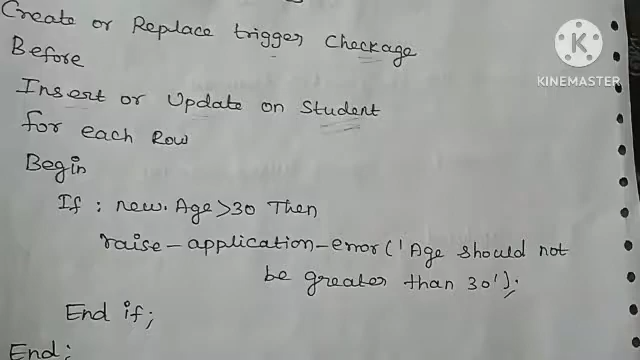 Create or Replace trigger Checkage
Before
Insert or Update on Student
for each Row
Begin
If : new.Age>30 Then
raise-application-error('Age should not
be greater than 30');
End if;
End;
K
KINEMASTER